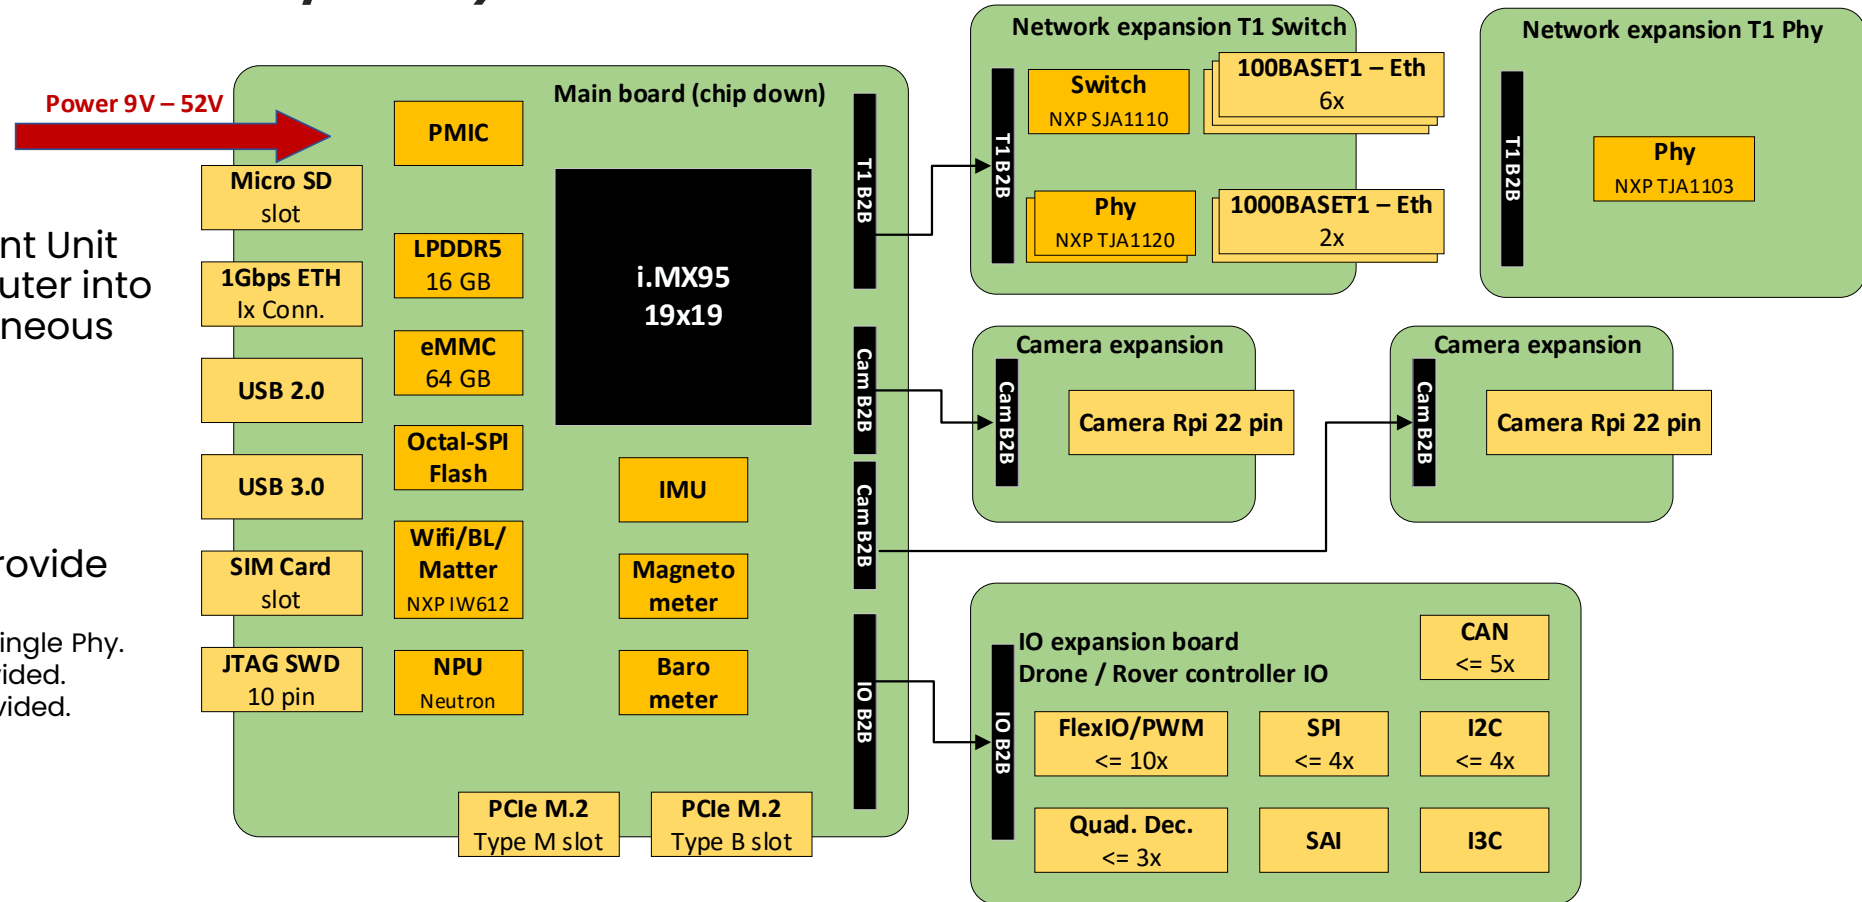 Power 9V – 52V
nt Unit
uter into
neous
rovide
ingle Phy.
vided.
vided.
Main board (chip down)
PMIC
Micro SD
slot
LPDDR5
16 GB
1Gbps ETH
Ix Conn.
eMMC
64 GB
USB 2.0
Octal-SPI
Flash
USB 3.0
Wifi/BL/
Matter
NXP IW612
SIM Card
slot
NPU
Neutron
JTAG SWD
10 pin
i.MX95
19x19
IMU
Magneto
meter
Baro
meter
PCIe M.2
Type M slot
PCIe M.2
Type B slot
T1 B2B
Cam B2B
Cam B2B
IO B2B
Network expansion T1 Switch
T1 B2B
Switch
NXP SJA1110
100BASET1 – Eth
6x
Phy
NXP TJA1120
1000BASET1 – Eth
2x
Network expansion T1 Phy
T1 B2B
Phy
NXP TJA1103
Camera expansion
Cam B2B
Camera Rpi 22 pin
Camera expansion
Cam B2B
Camera Rpi 22 pin
IO expansion board
Drone / Rover controller IO
IO B2B
CAN
<= 5x
FlexIO/PWM
<= 10x
SPI
<= 4x
I2C
<= 4x
Quad. Dec.
<= 3x
SAI
I3C